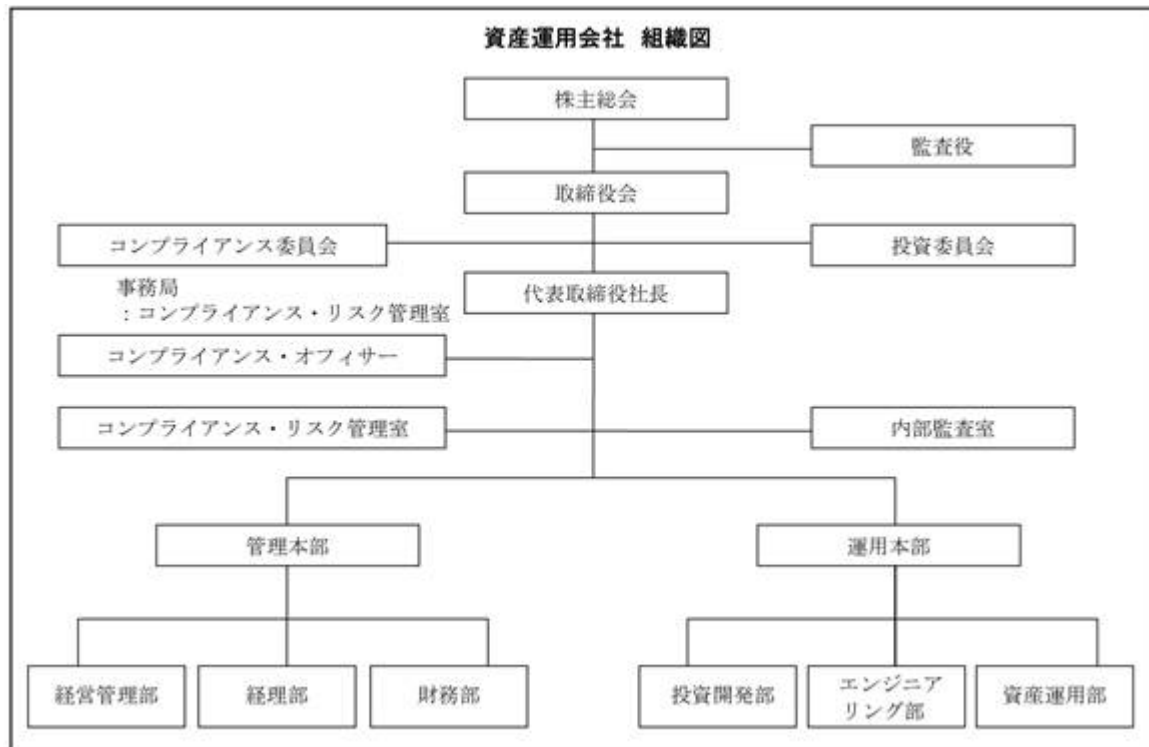 資産運用会社 組織図
株主総会
監査役
取締役会
コンプライアンス委員会
投資委員会
事務局
：コンプライアンス・リスク管理室
代表取締役社長
コンプライアンス・オフィサー
コンプライアンス・リスク管理室
内部監査室
管理本部
運用本部
経営管理部
経理部
財務部
投資開発部
エンジニア
リング部
資産運用部